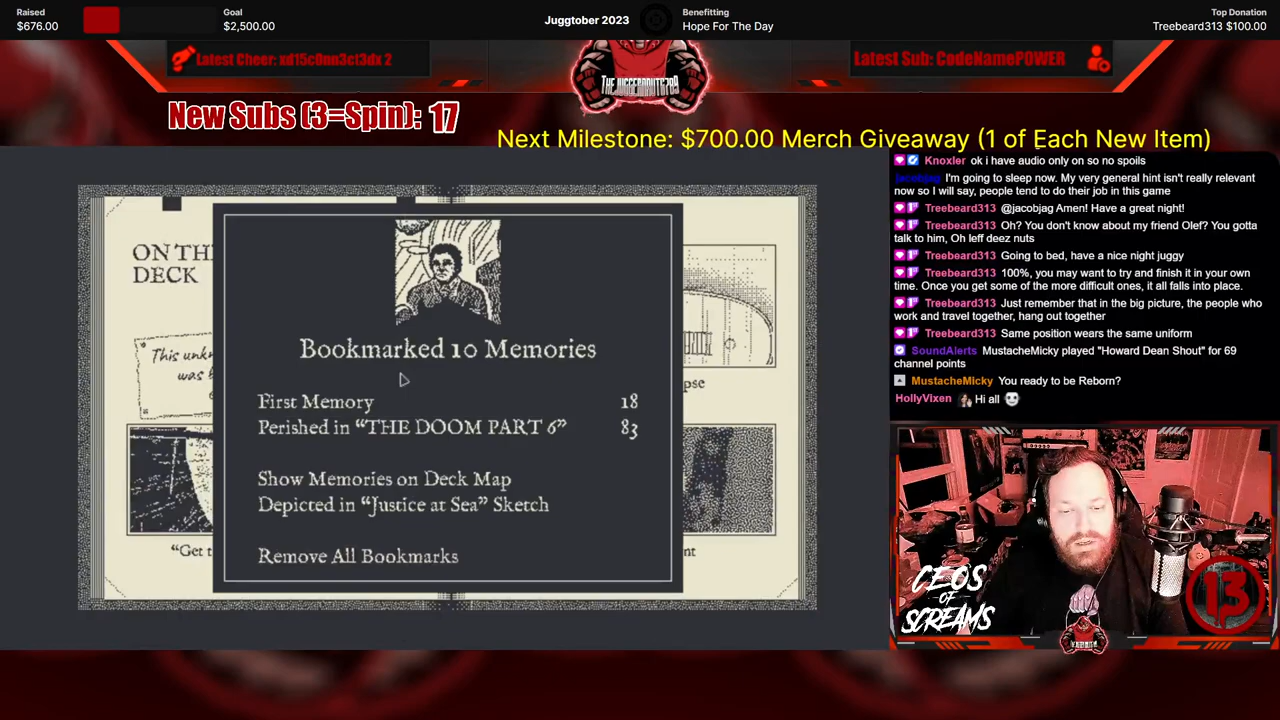 Raised
$676.00
Goal
$2,500.00
Juggtober 2023
Benefitting
Hope For The Day
Top Donation
Treebeard313 $100.00
Latest Cheer: xd15c0nn3ct3dx 2
THEJUGGERNAUT6789
Latest Sub: CodeNamePOWER
New Subs (3=Spin): 17
Next Milestone: $700.00 Merch Giveaway (1 of Each New Item)
ON TH
DECK
This unk
was
"Get t
Bookmarked 10 Memories
First Memory 18
Perished in "THE DOOM PART 6" 83
Show Memories on Deck Map
Depicted in "Justice at Sea" Sketch
Remove All Bookmarks
pse
nt
Knoxler ok i have audio only on so no spoils
jacobjag I'm going to sleep now. My very general hint isn't really relevant
now so I will say, people tend to do their job in this game
Treebeard313 @jacobjag Amen! Have a great night!
Treebeard313 Oh? You don't know about my friend Olef? You gotta
talk to him, Oh leff deez nuts
Treebeard313 Going to bed, have a nice night juggy
Treebeard313 100%, you may want to try and finish it in your own
time. Once you get some of the more difficult ones, it all falls into place.
Treebeard313 Just remember that in the big picture, the people who
work and travel together, hang out together
Treebeard313 Same position wears the same uniform
SoundAlerts MustacheMicky played "Howard Dean Shout" for 69
channel points
MustacheMicky You ready to be Reborn?
HollyVixen Hi all
CEOS
OF
SCREAMS
13